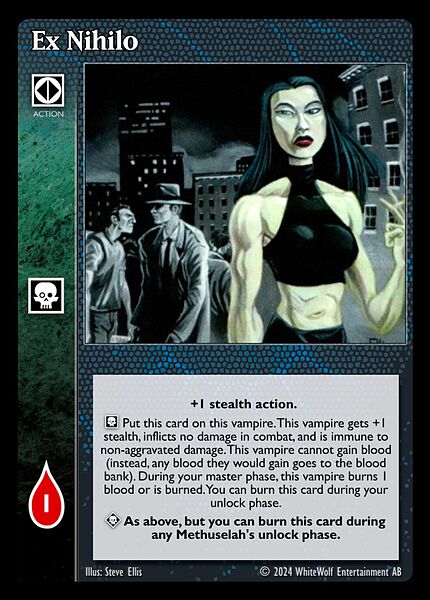 Ex Nihilo
ACTION
+1 stealth action.
Put this card on this vampire. This vampire gets +1
stealth, inflicts no damage in combat, and is immune to
non-aggravated damage. This vampire cannot gain blood
(instead, any blood they would gain goes to the blood
bank). During your master phase, this vampire burns 1
blood or is burned. You can burn this card during your
unlock phase.
As above, but you can burn this card during
any Methuselah's unlock phase.
1
Illus: Steve Ellis
© 2024 WhiteWolf Entertainment AB